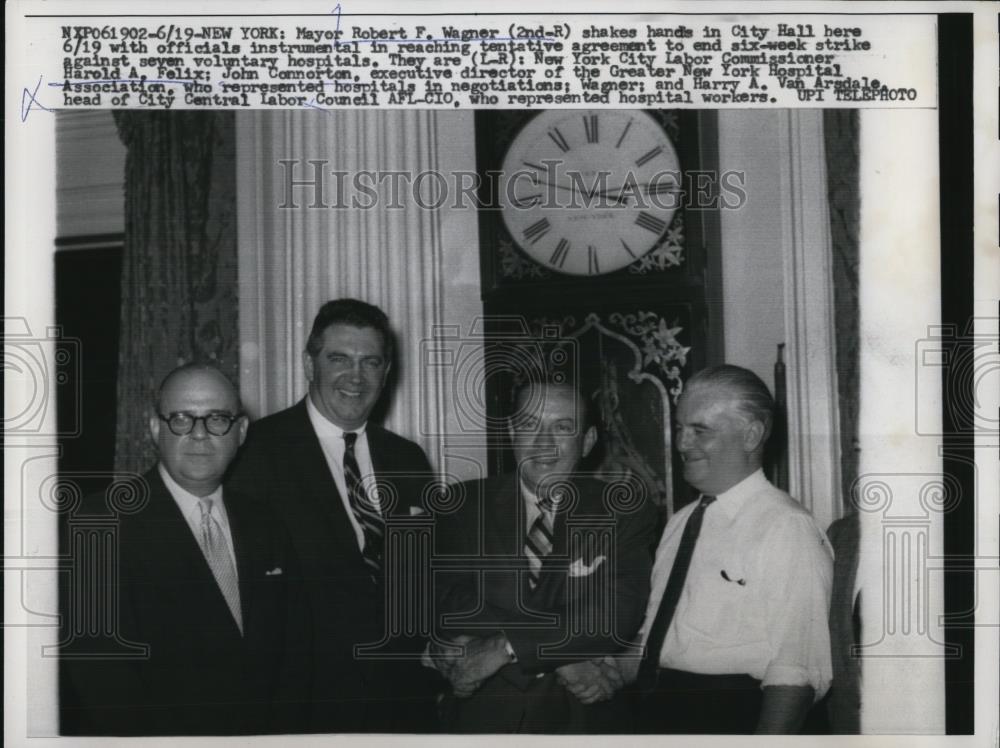 NXP061902-6/19-NEW YORK: Mayor Robert F. Wagner (2nd-R) shakes hands in City Hall here
6/19 with officials instrumental in reaching tentative agreement to end six-week strike
against seven voluntary hospitals. They are (L-R): New York City Labor Commissioner
Harold A. Felix; John Connorton, executive director of the Greater New York Hospital
Association, who represented hospitals in negotiations; Wagner; and Harry A. Van Arsdale,
head of City Central Labor Council AFL-CIO, who represented hospital workers. UPI TELEPHOTO
HISTORIC IMAGES
NEW-YORK